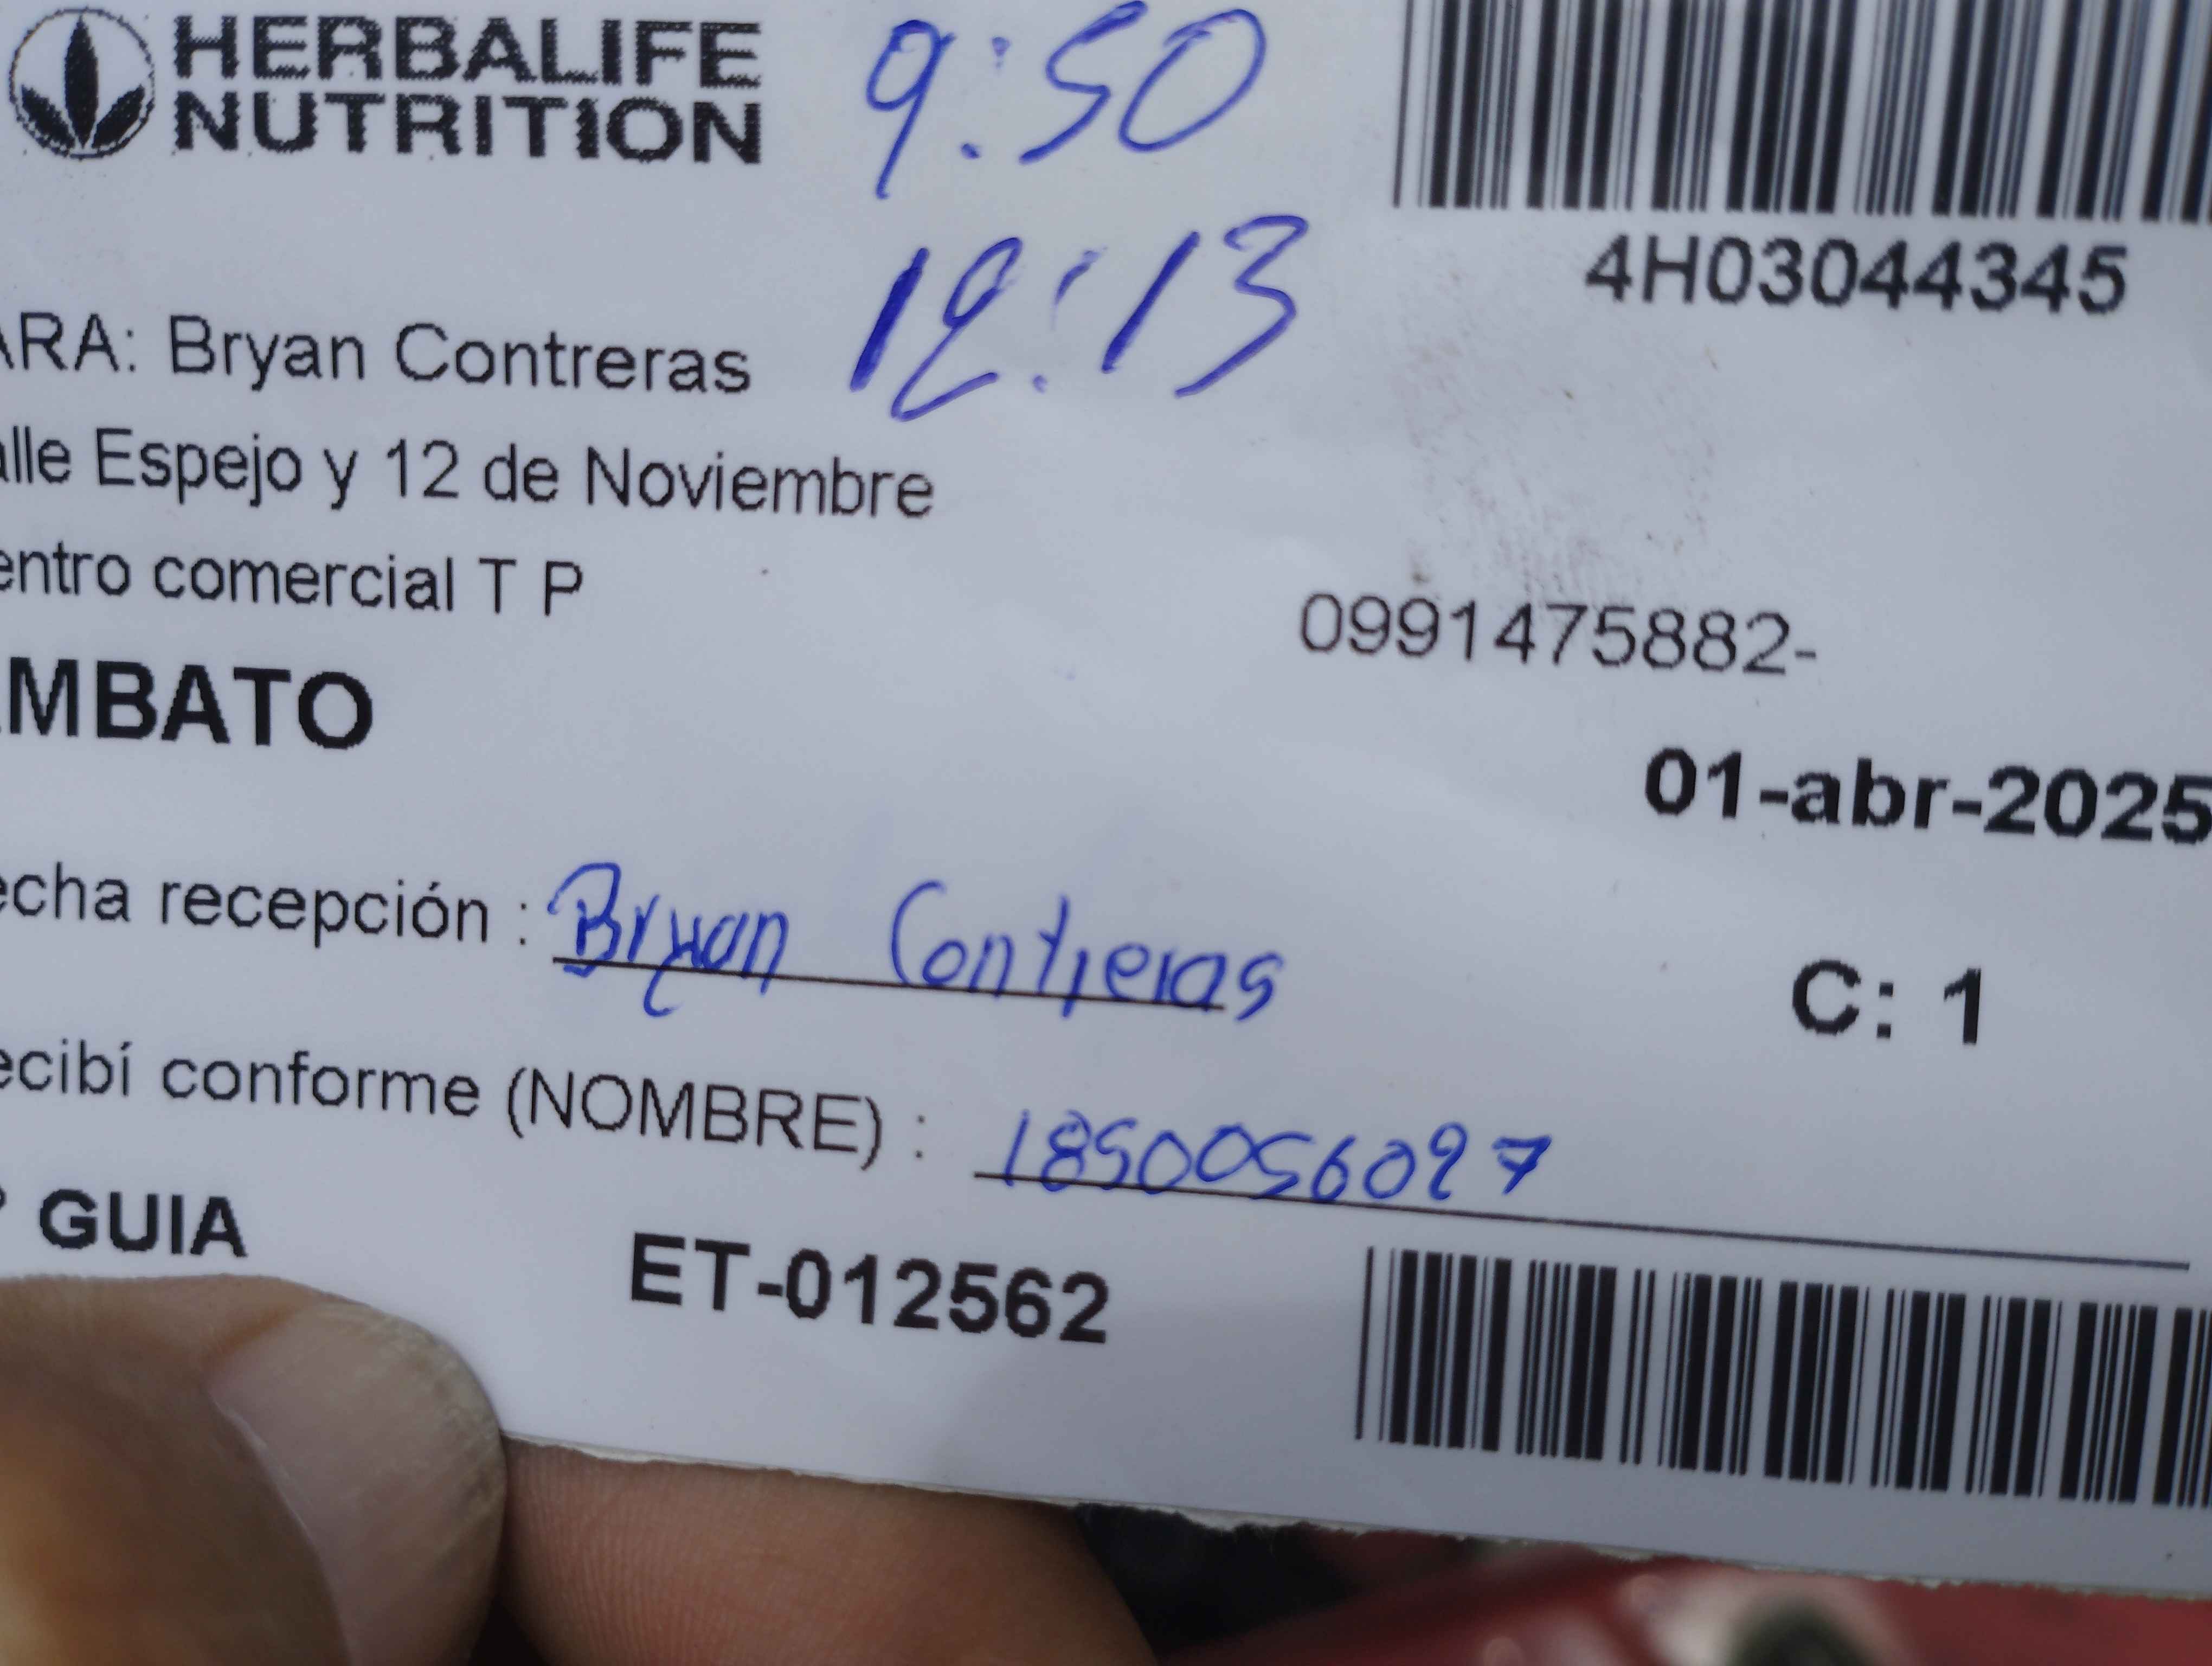 HERBALIFE
NUTRITION
9:50
12:13
4H03044345
ARA: Bryan Contreras
alle Espejo y 12 de Noviembre
entro comercial T P
0991475882-
MBATO
01-abr-2025
echa recepción : Bryan Contreras
C: 1
ecibí conforme (NOMBRE) : 1850056027
GUIA
ET-012562